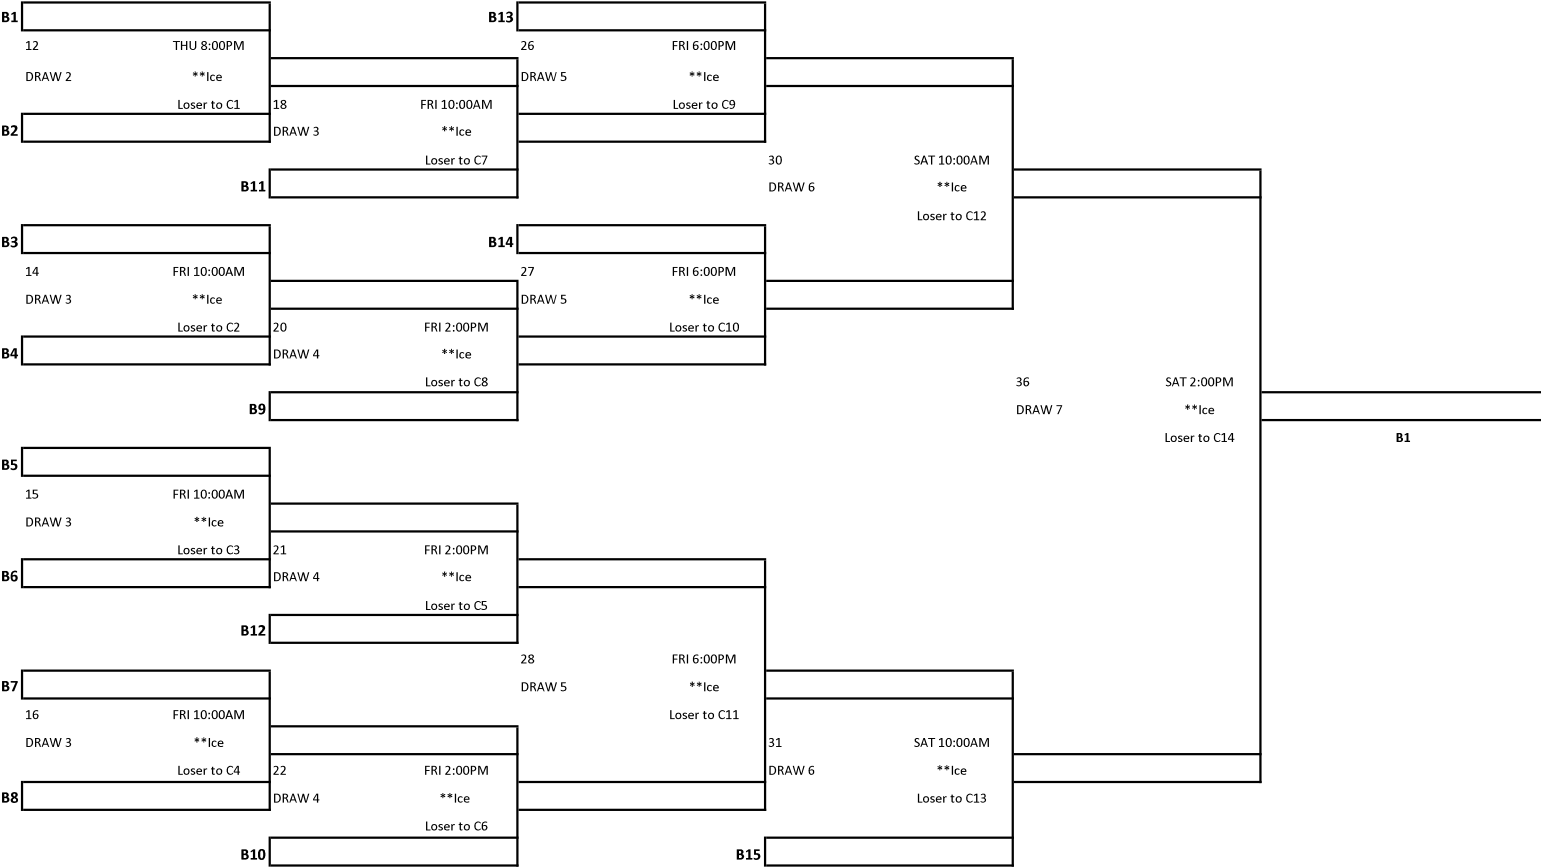 B1 B13
12 THU 8:00PM 26 FRI 6:00PM
DRAW 2 **Ice DRAW 5 **Ice
Loser to C1 18 FRI 10:00AM Loser to C9
B2 DRAW 3 **Ice
Loser to C7 30 SAT 10:00AM
B11 DRAW 6 **Ice
Loser to C12
B3 B14
14 FRI 10:00AM 27 FRI 6:00PM
DRAW 3 **Ice DRAW 5 **Ice
Loser to C2 20 FRI 2:00PM Loser to C10
B4 DRAW 4 **Ice
Loser to C8 36 SAT 2:00PM
B9 DRAW 7 **Ice
Loser to C14 B1
B5
15 FRI 10:00AM
DRAW 3 **Ice
Loser to C3 21 FRI 2:00PM
B6 DRAW 4 **Ice
Loser to C5
B12
28 FRI 6:00PM
B7 DRAW 5 **Ice
16 FRI 10:00AM Loser to C11
DRAW 3 **Ice 31 SAT 10:00AM
Loser to C4 22 FRI 2:00PM DRAW 6 **Ice
B8 DRAW 4 **Ice Loser to C13
Loser to C6
B10 B15